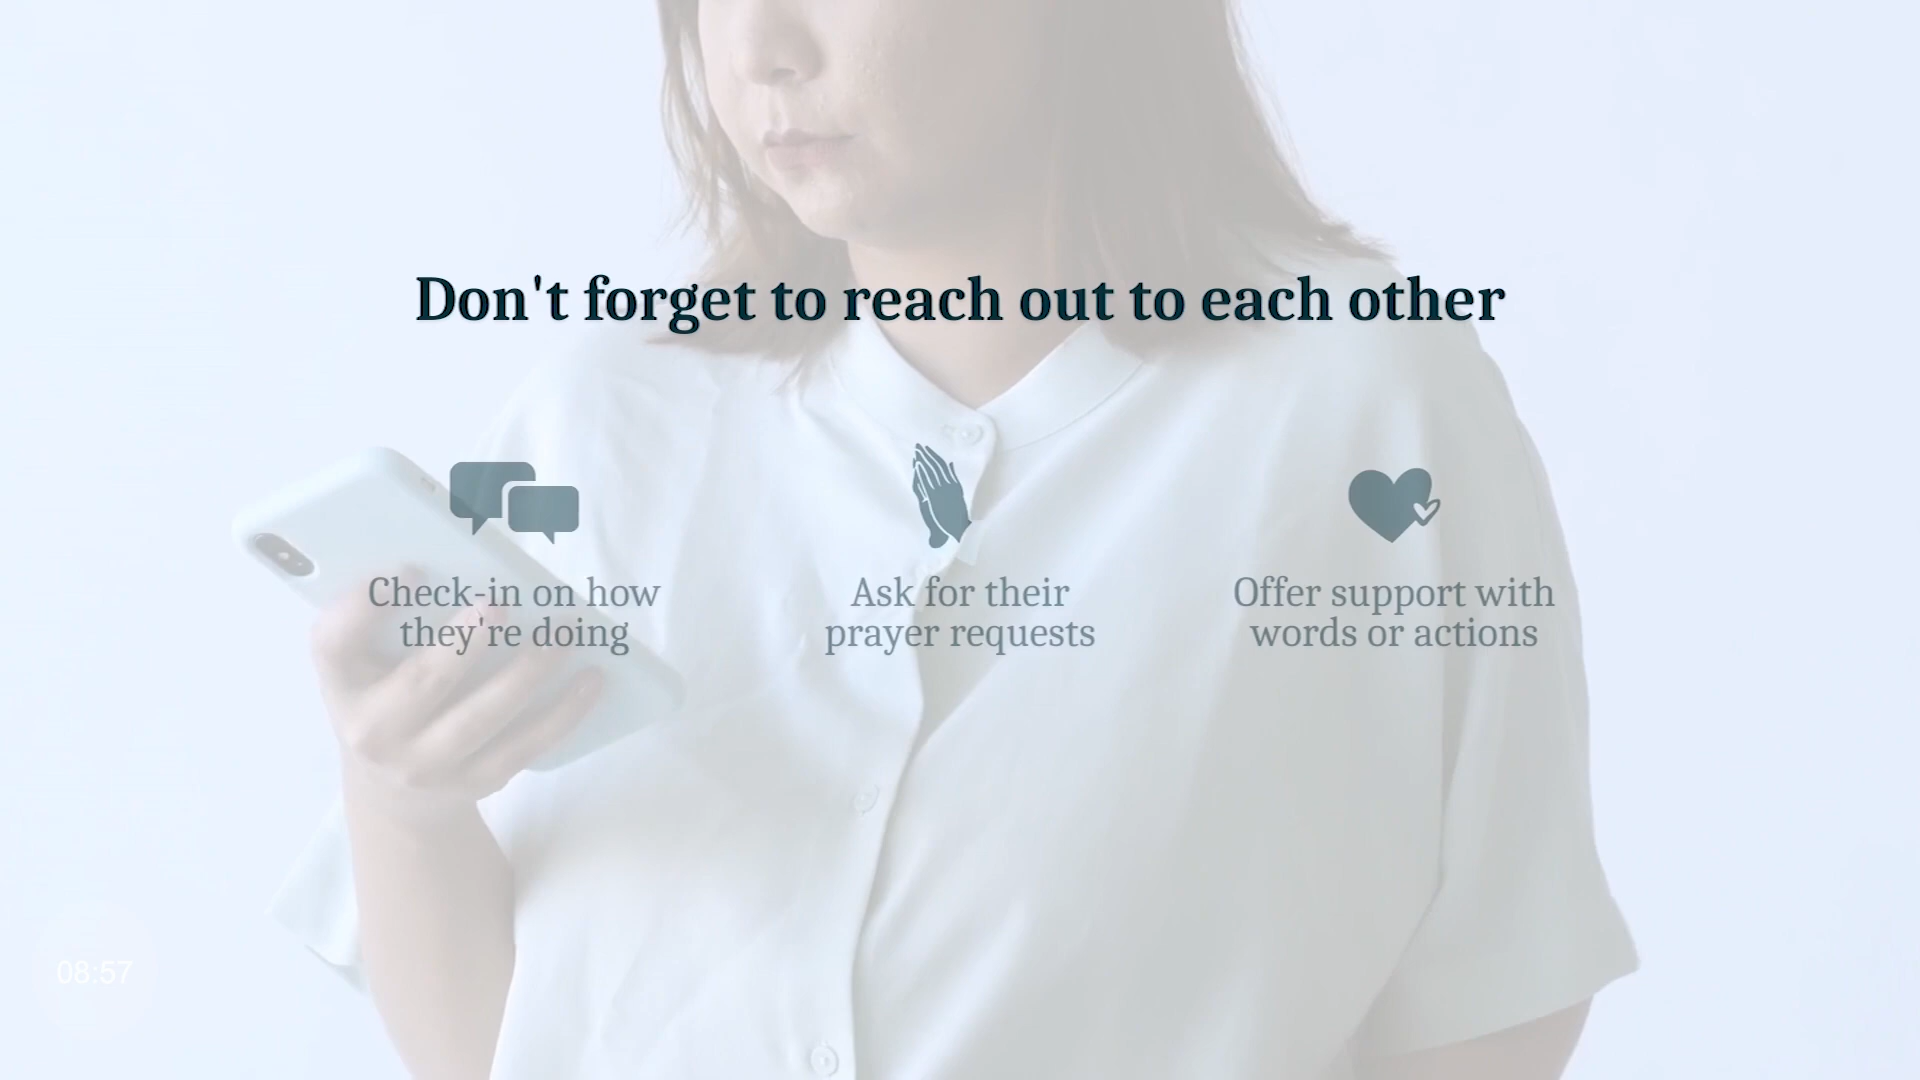 Don't forget to reach out to each other
Check-in on how
they're doing
Ask for their
prayer requests
Offer support with
words or actions
08:57